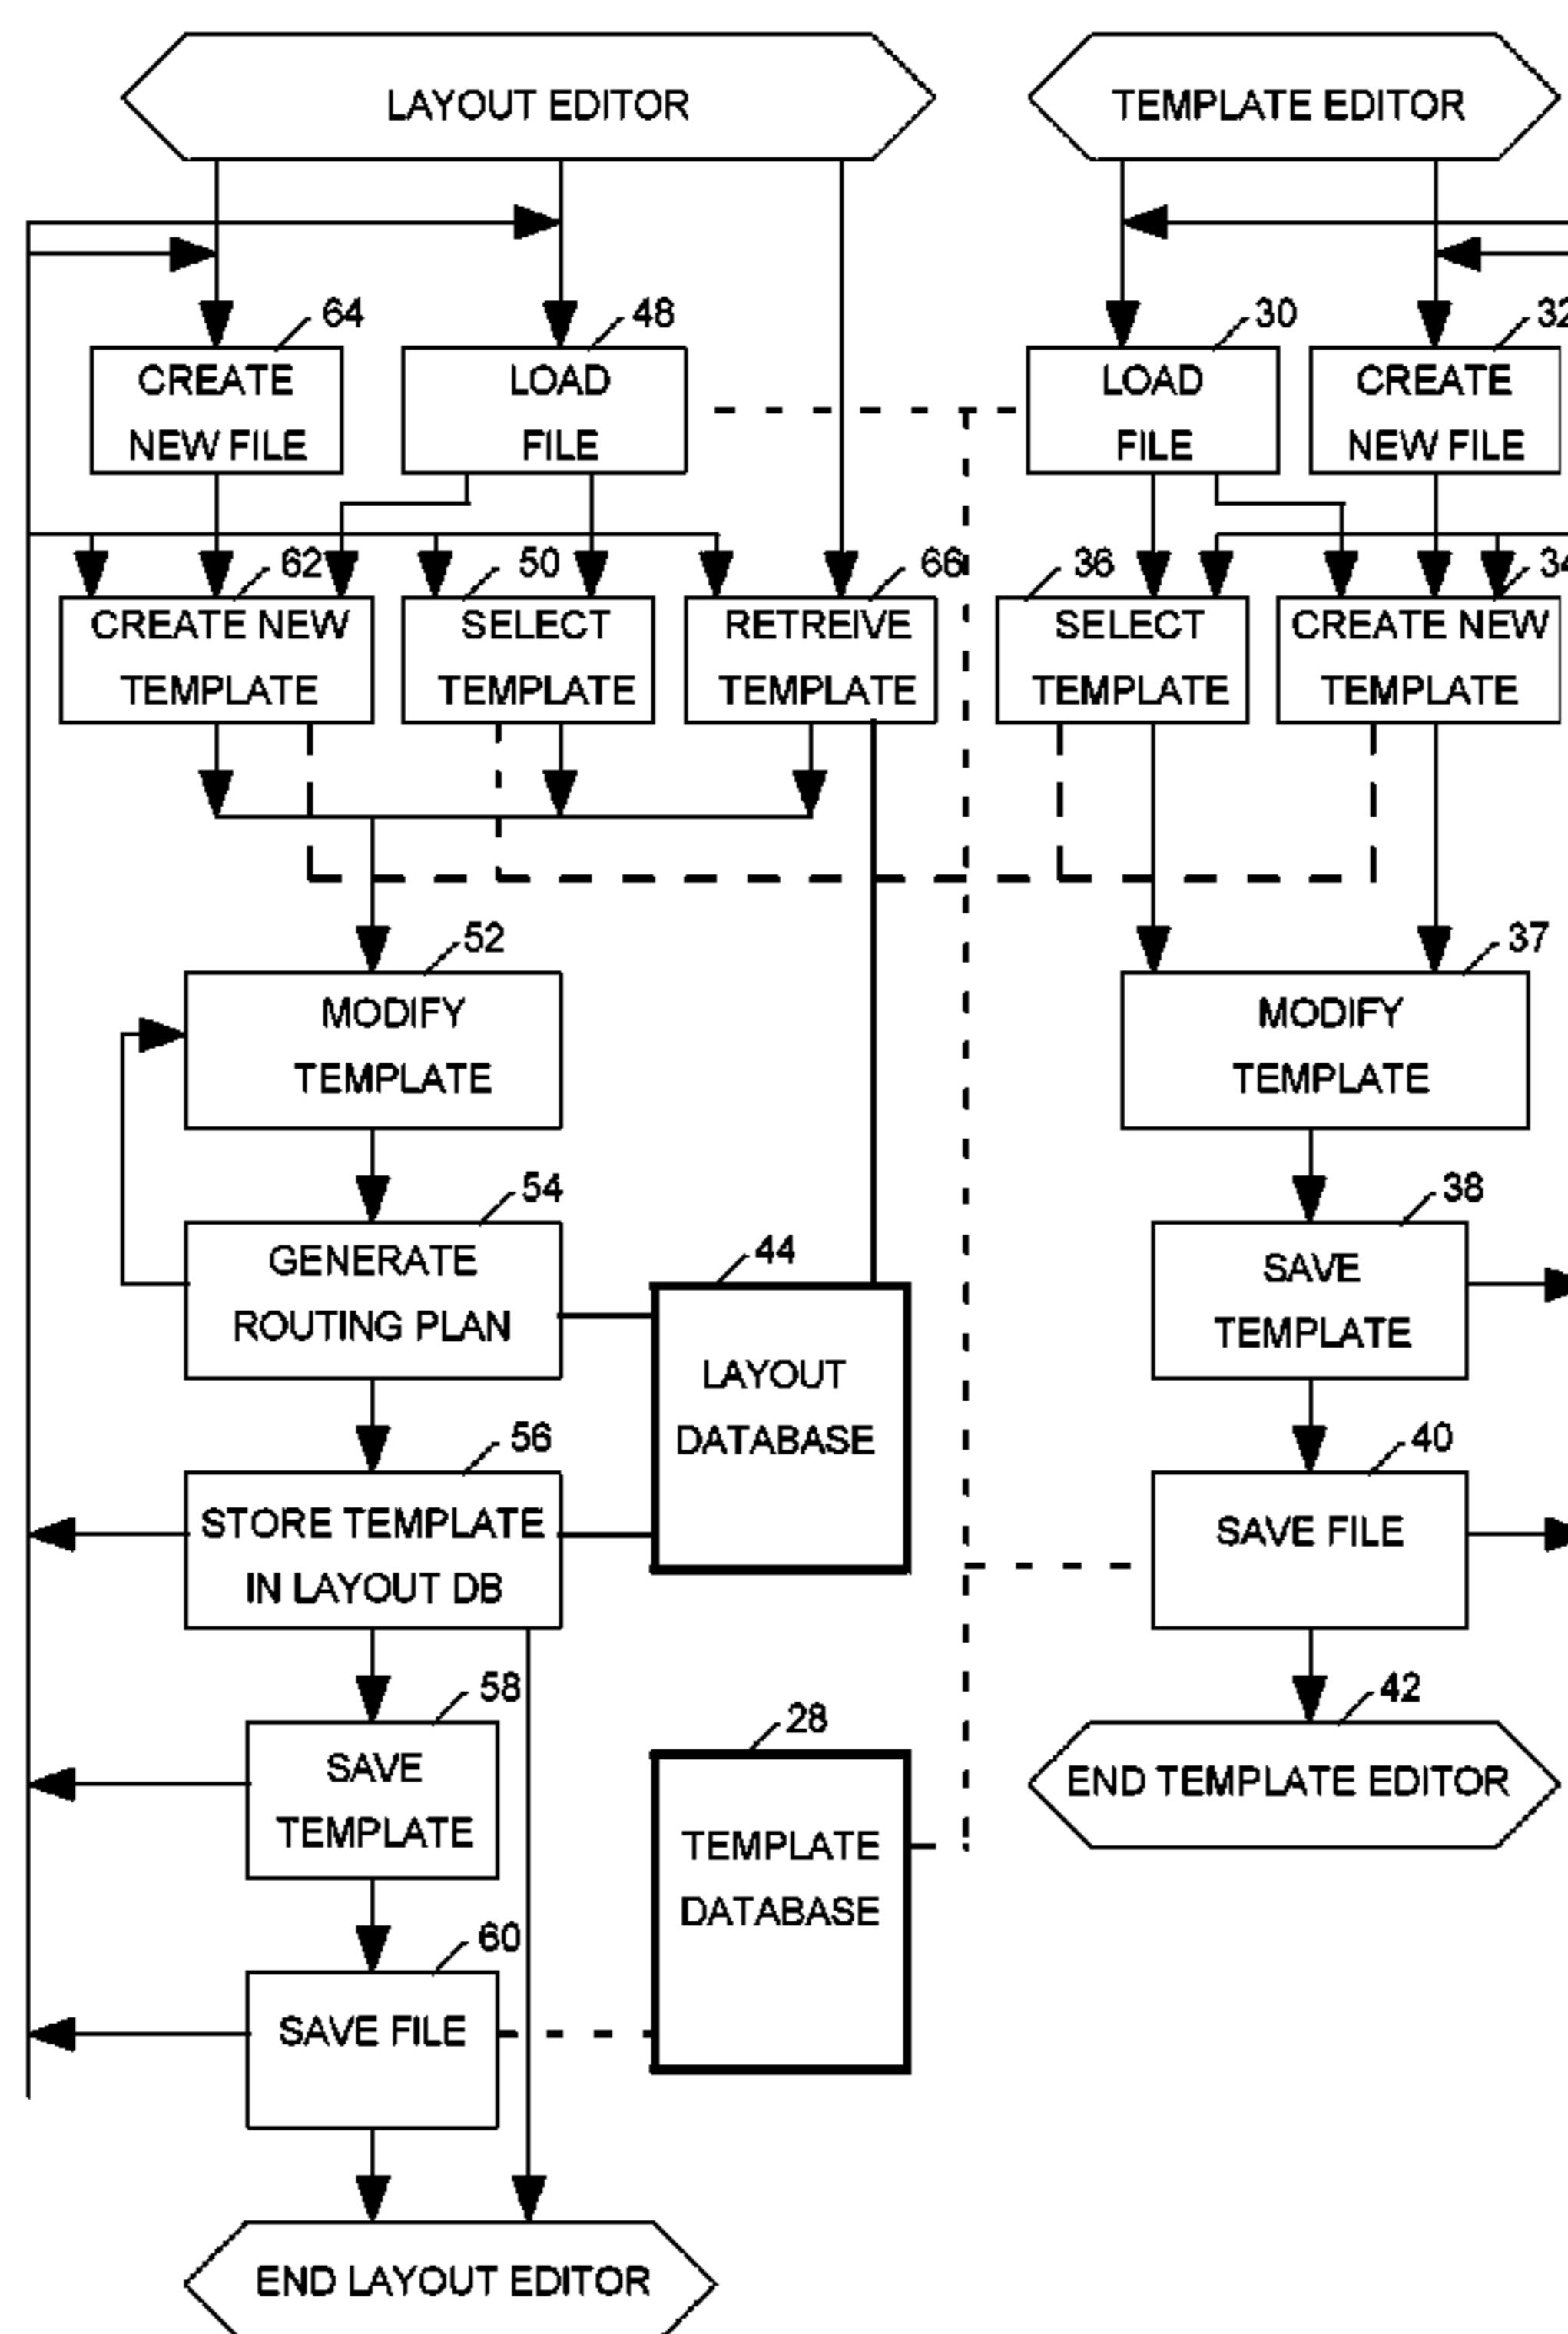 LAYOUT EDITOR
TEMPLATE EDITOR
64
48
30
32
CREATE
NEW FILE
LOAD
FILE
LOAD
FILE
CREATE
NEW FILE
62
50
66
36
34
CREATE NEW
TEMPLATE
SELECT
TEMPLATE
RETREIVE
TEMPLATE
SELECT
TEMPLATE
CREATE NEW
TEMPLATE
52
37
MODIFY
TEMPLATE
MODIFY
TEMPLATE
54
38
GENERATE
ROUTING PLAN
44
SAVE
TEMPLATE
LAYOUT
DATABASE
56
40
STORE TEMPLATE
IN LAYOUT DB
SAVE FILE
58
28
42
SAVE
TEMPLATE
END TEMPLATE EDITOR
TEMPLATE
DATABASE
60
SAVE FILE
END LAYOUT EDITOR